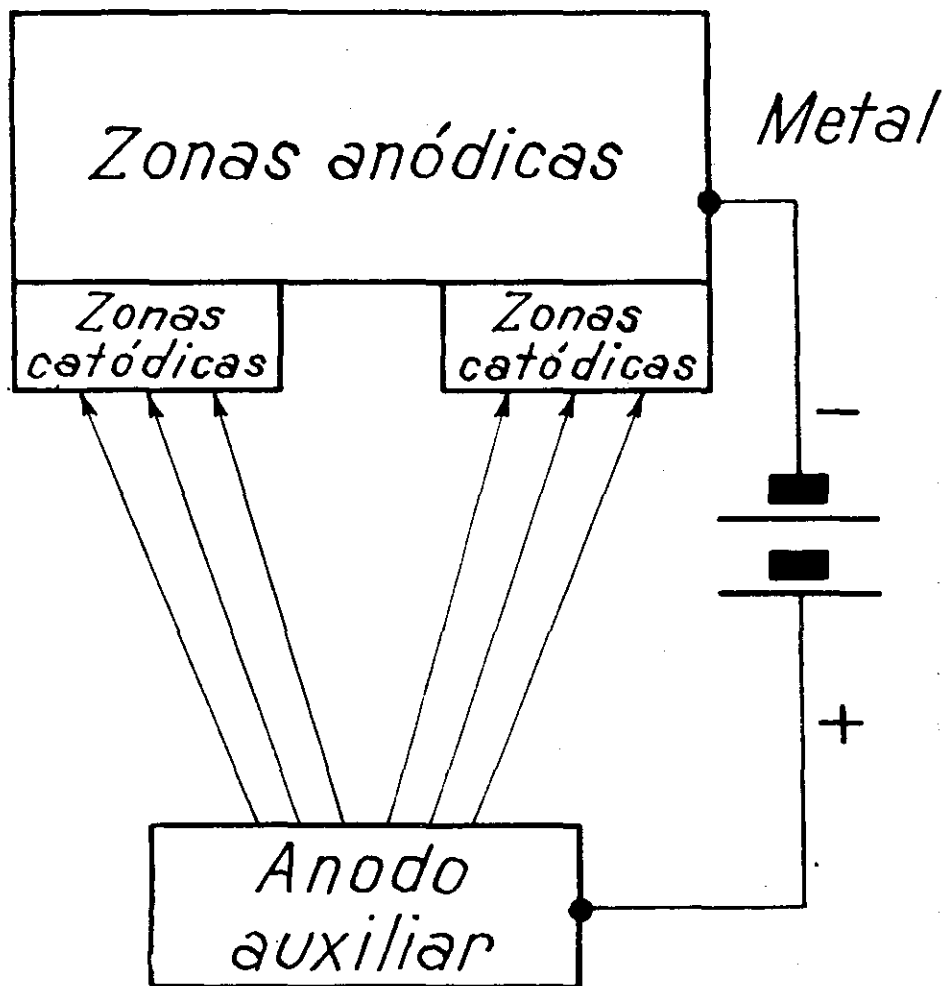 Zonas anódicas
Metal
Zonas
catódicas
Zonas
catódicas
−
+
Anodo
auxiliar